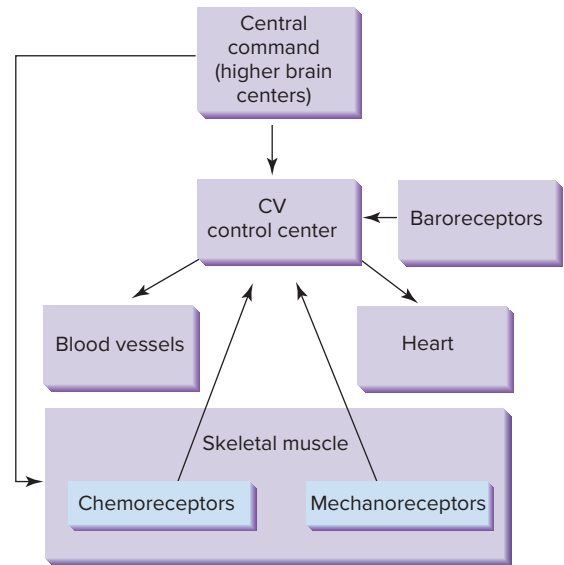 Central
command
(higher brain
centers)
CV
control center
Baroreceptors
Blood vessels
Heart
Skeletal muscle
Chemoreceptors
Mechanoreceptors